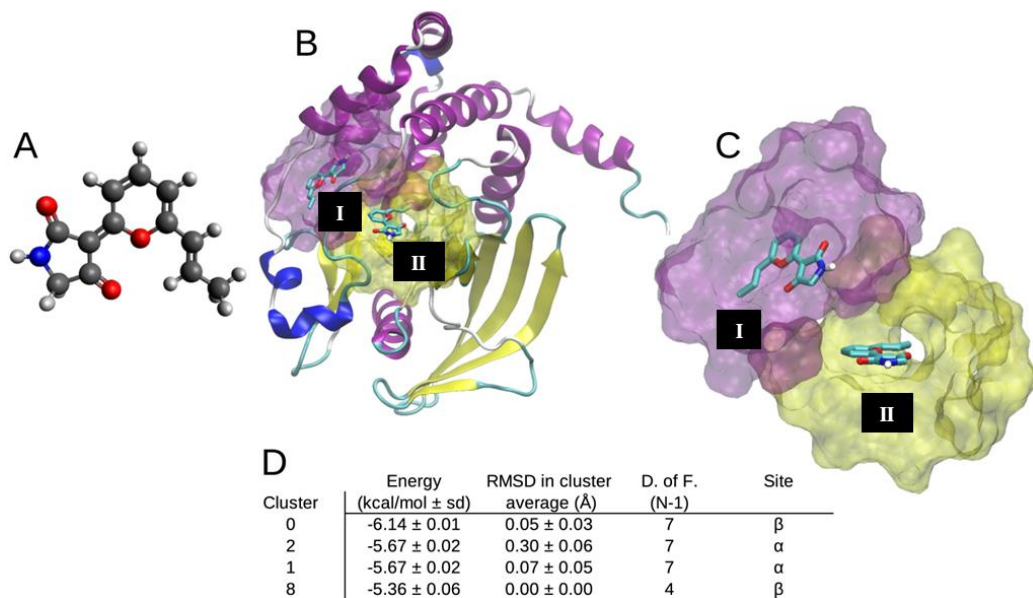 A
B
C
I
II
I
II
D
Energy RMSD in cluster D. of F. Site
Cluster (kcal/mol ± sd) average (Å) (N-1)
0 -6.14 ± 0.01 0.05 ± 0.03 7 β
2 -5.67 ± 0.02 0.30 ± 0.06 7 α
1 -5.67 ± 0.02 0.07 ± 0.05 7 α
8 -5.36 ± 0.06 0.00 ± 0.00 4 β